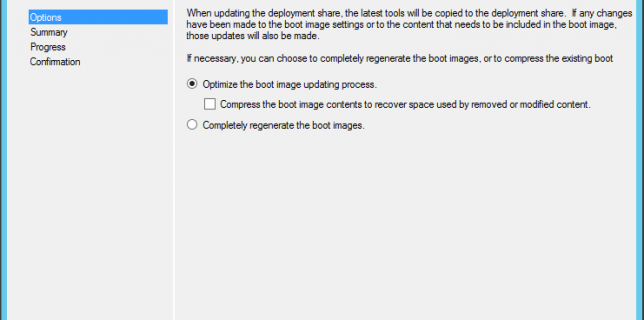 Options
Summary
Progress
Confirmation
When updating the deployment share, the latest tools will be copied to the deployment share. If any changes
have been made to the boot image settings or to the content that needs to be included in the boot image,
those updates will also be made.
If necessary, you can choose to completely regenerate the boot images, or to compress the existing boot
Optimize the boot image updating process.
Compress the boot image contents to recover space used by removed or modified content.
Completely regenerate the boot images.